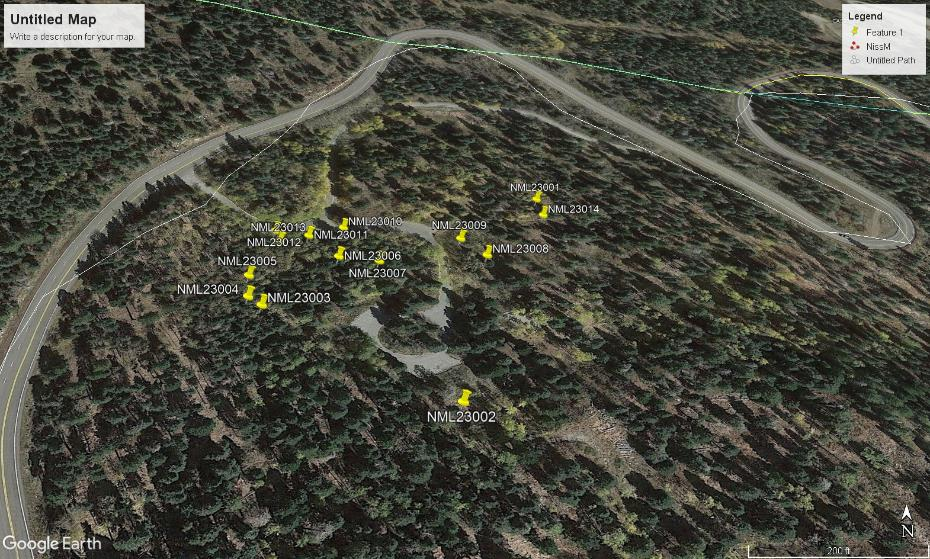 Untitled Map
Write a description for your map.
Legend
Feature 1
NissM
Untitled Path
NML23001
NML23014
NML23010
NML23009
NML23013
NML23011
NML23012
NML23008
NML23006
NML23005
NML23007
NML23004
NML23003
NML23002
N
Google Earth
200 ft